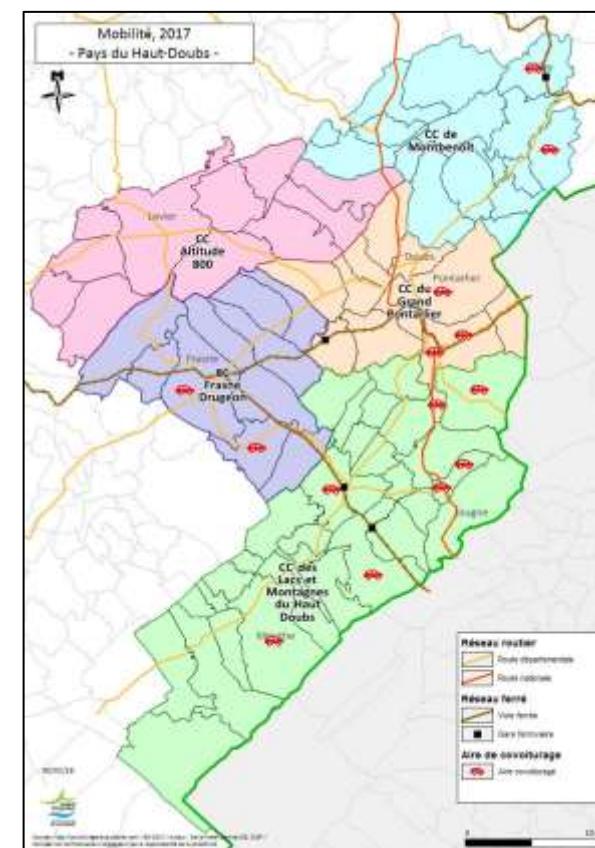 Mobilité, 2017
- Pays du Haut-Doubs -
N
CC de
Montbenoît
Levier
CC
Altitude
800
Doubs
Pontarlier
CC du
Grand
Pontarlier
Frasne
CC
Frasne
Drugeon
Jougne
CC des
Lacs et
Montagnes
du Haut
Doubs
Mouthe
Réseau routier
Route départementale
Route nationale
Réseau ferré
Voie ferrée
Gare ferroviaire
Aire de covoiturage
Aire covoiturage
0